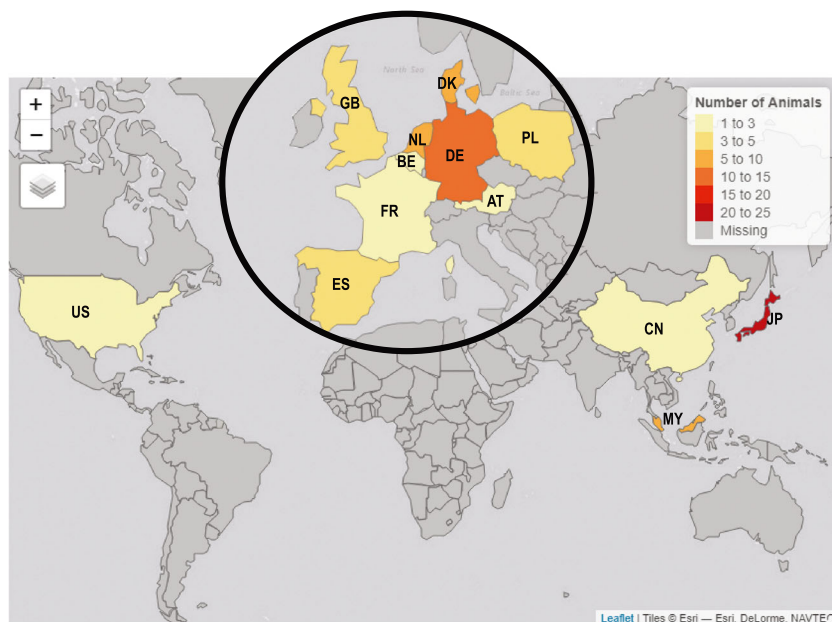 North Sea
Baltic Sea
DK
GB
NL
PL
DE
BE
AT
FR
ES
US
CN
JP
MY
+
−
Number of Animals
1 to 3
3 to 5
5 to 10
10 to 15
15 to 20
20 to 25
Missing
Leaflet | Tiles © Esri — Esri, DeLorme, NAVTEQ